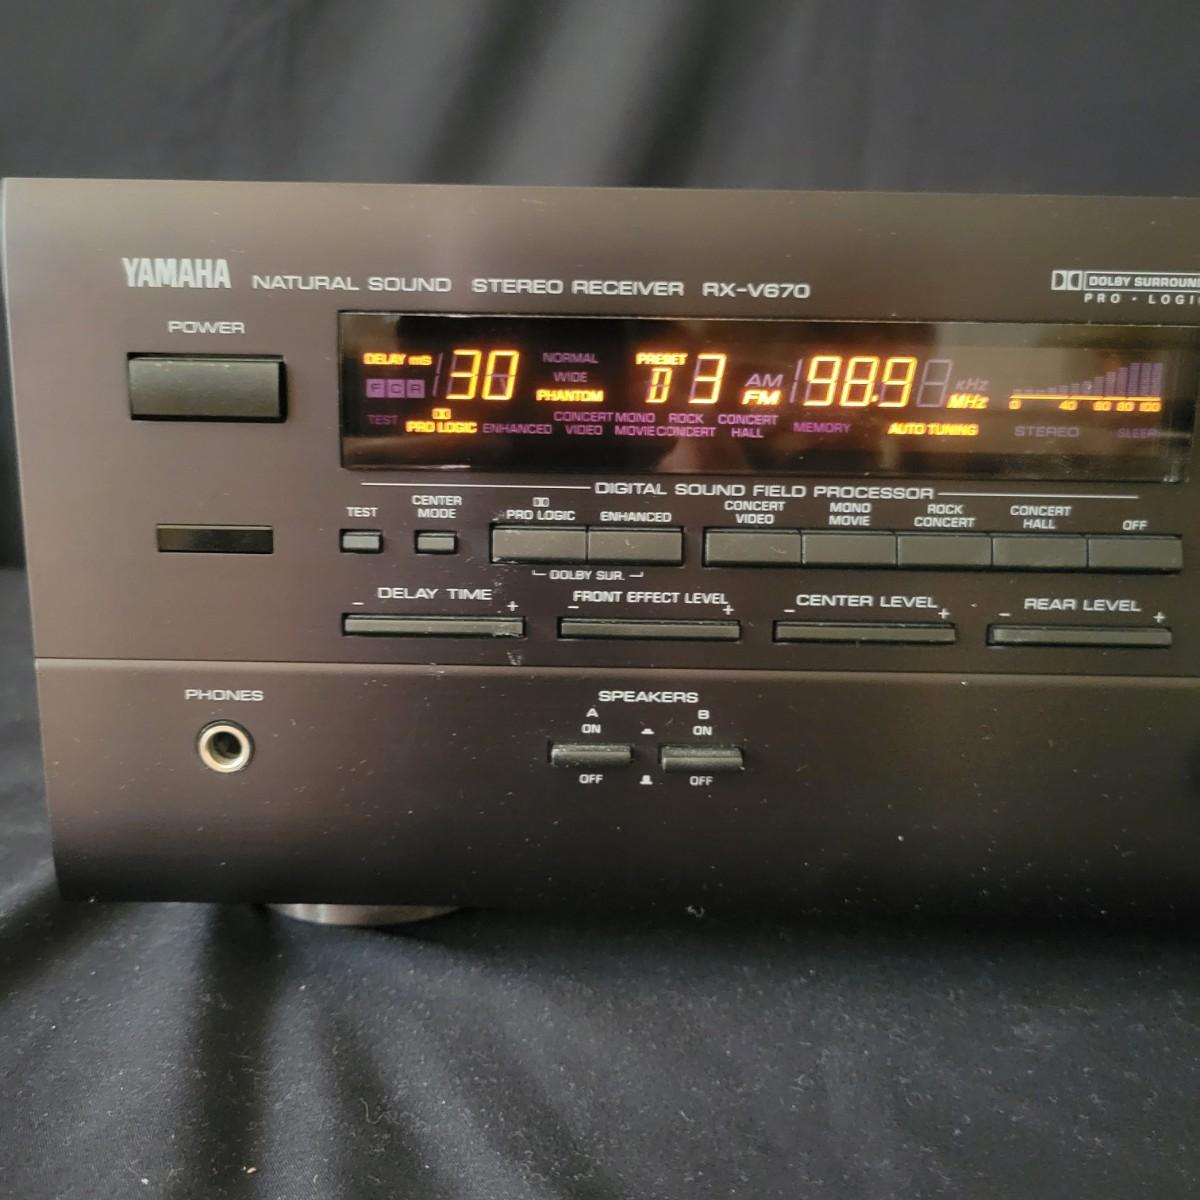 YAMAHA NATURAL SOUND STEREO RECEIVER RX-V670
DOLBY SURROUN
PRO · LOGI
POWER
DELAY mS 30 NORMAL PRESET D 3 AM 98.9 kHz
WIDE
F C R PHANTOM FM MHz 0 40 60 80 100
TEST PRO LOGIC ENHANCED CONCERT VIDEO MONO MOVIE ROCK CONCERT CONCERT HALL MEMORY AUTO TUNING STEREO SLEEP
DIGITAL SOUND FIELD PROCESSOR
TEST CENTER MODE PRO LOGIC ENHANCED CONCERT VIDEO MONO MOVIE ROCK CONCERT CONCERT HALL OFF
DOLBY SUR.
DELAY TIME FRONT EFFECT LEVEL CENTER LEVEL REAR LEVEL
− + − + − + − +
PHONES SPEAKERS
A B
ON ON
OFF OFF